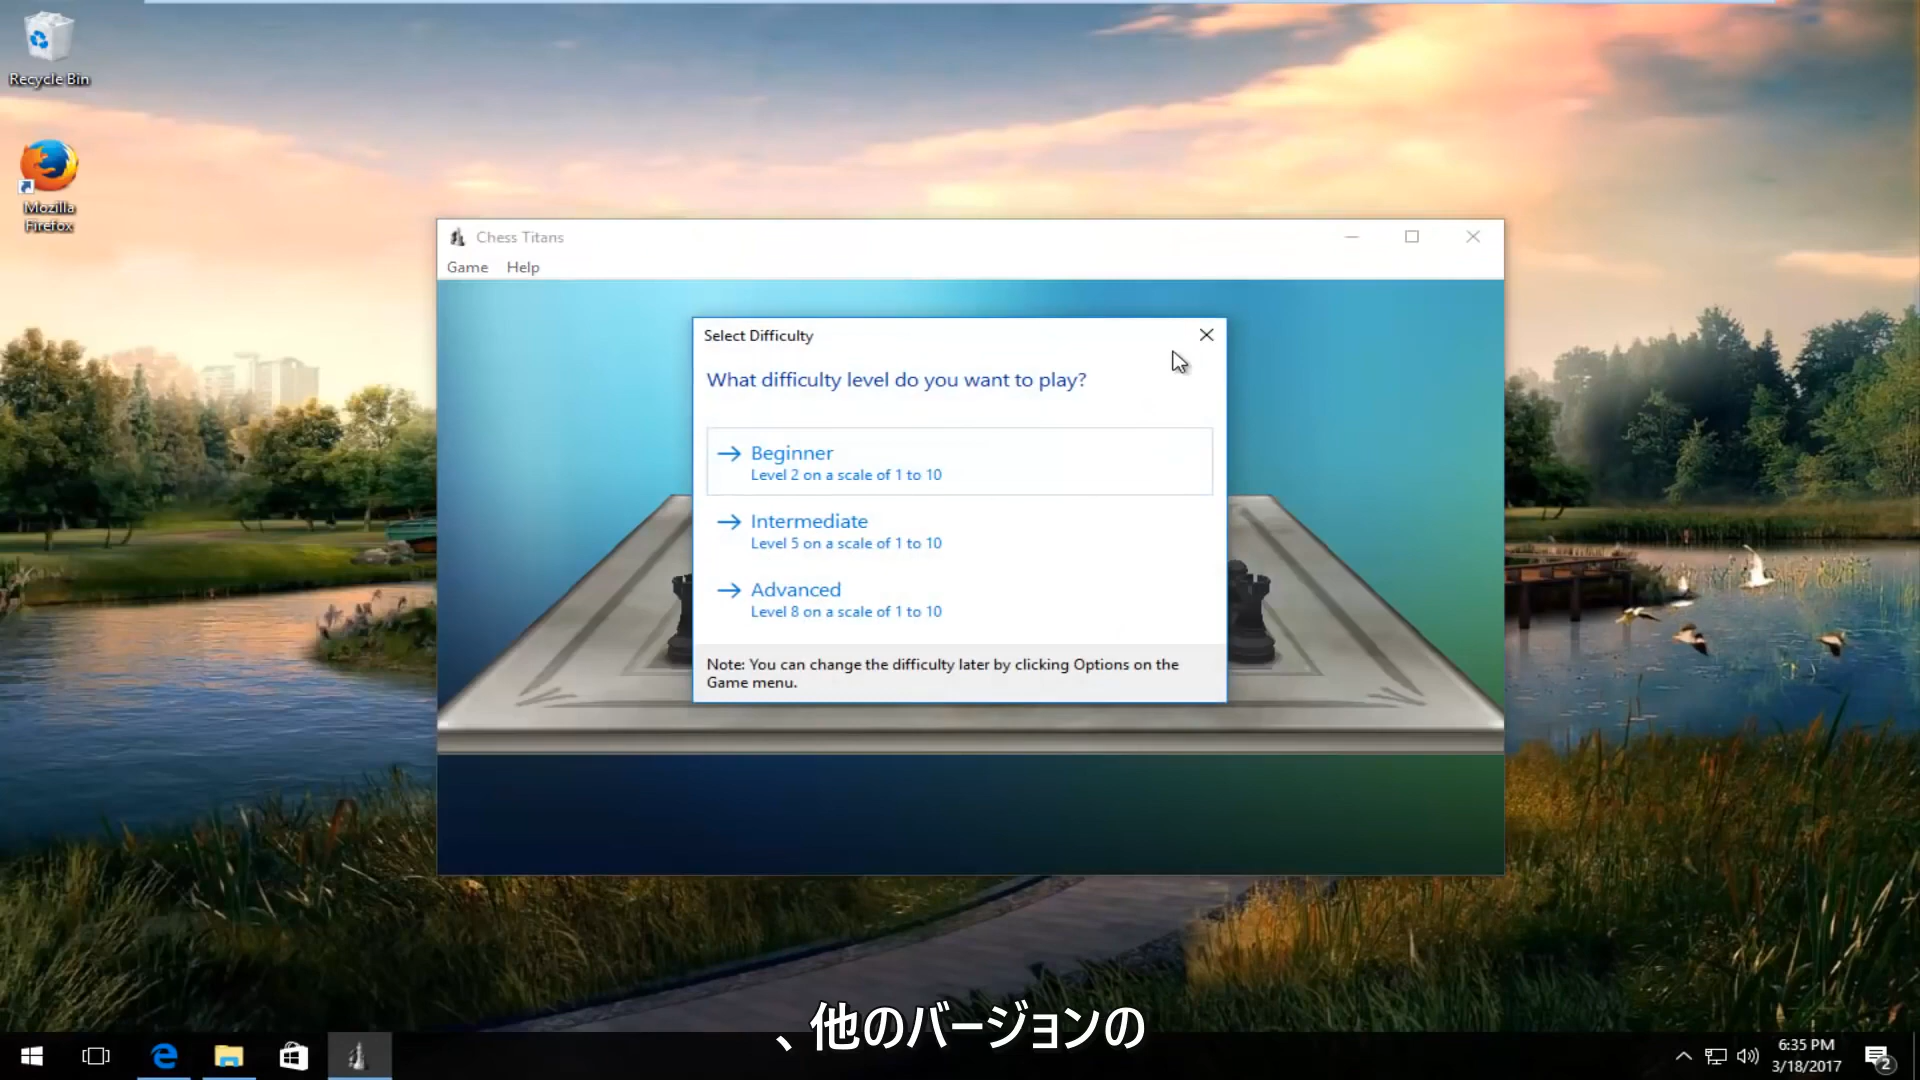 Recycle Bin
Mozilla
Firefox
Chess Titans
Game Help
Select Difficulty
What difficulty level do you want to play?
Beginner
Level 2 on a scale of 1 to 10
Intermediate
Level 5 on a scale of 1 to 10
Advanced
Level 8 on a scale of 1 to 10
Note: You can change the difficulty later by clicking Options on the
Game menu.
、他のバージョンの
6:35 PM
3/18/2017
2